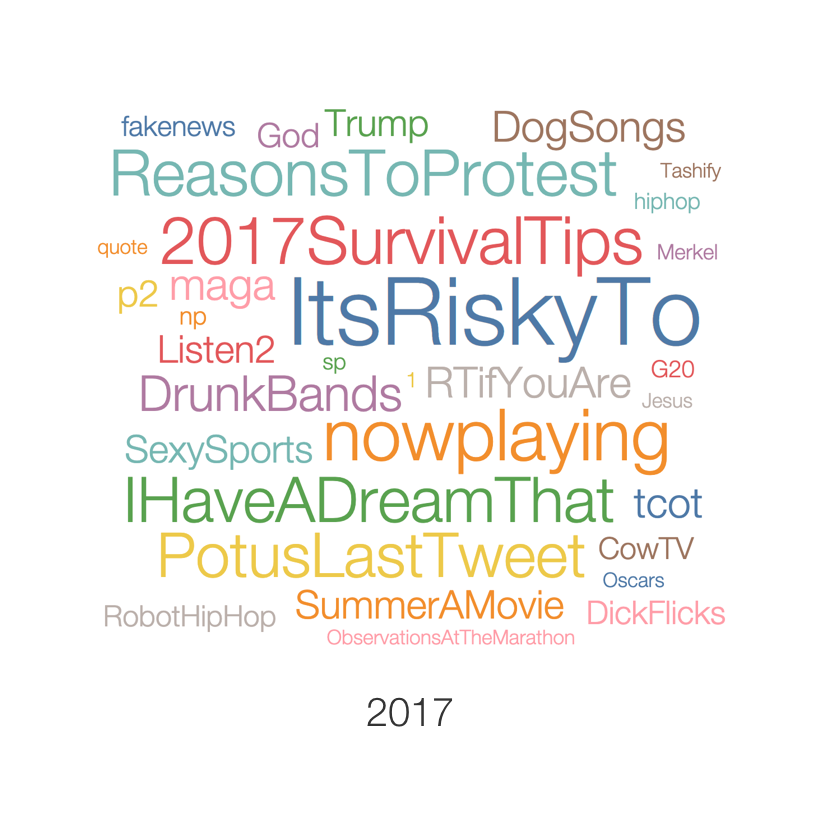 fakenews God Trump DogSongs
ReasonsToProtest Tashify
hiphop
quote 2017SurvivalTips Merkel
p2 maga ItsRiskyTo
np
Listen2 sp G20
DrunkBands 1 RTifYouAre Jesus
SexySports nowplaying
IHaveADreamThat tcot
PotusLastTweet CowTV
Oscars
RobotHipHop SummerAMovie DickFlicks
ObservationsAtTheMarathon
2017